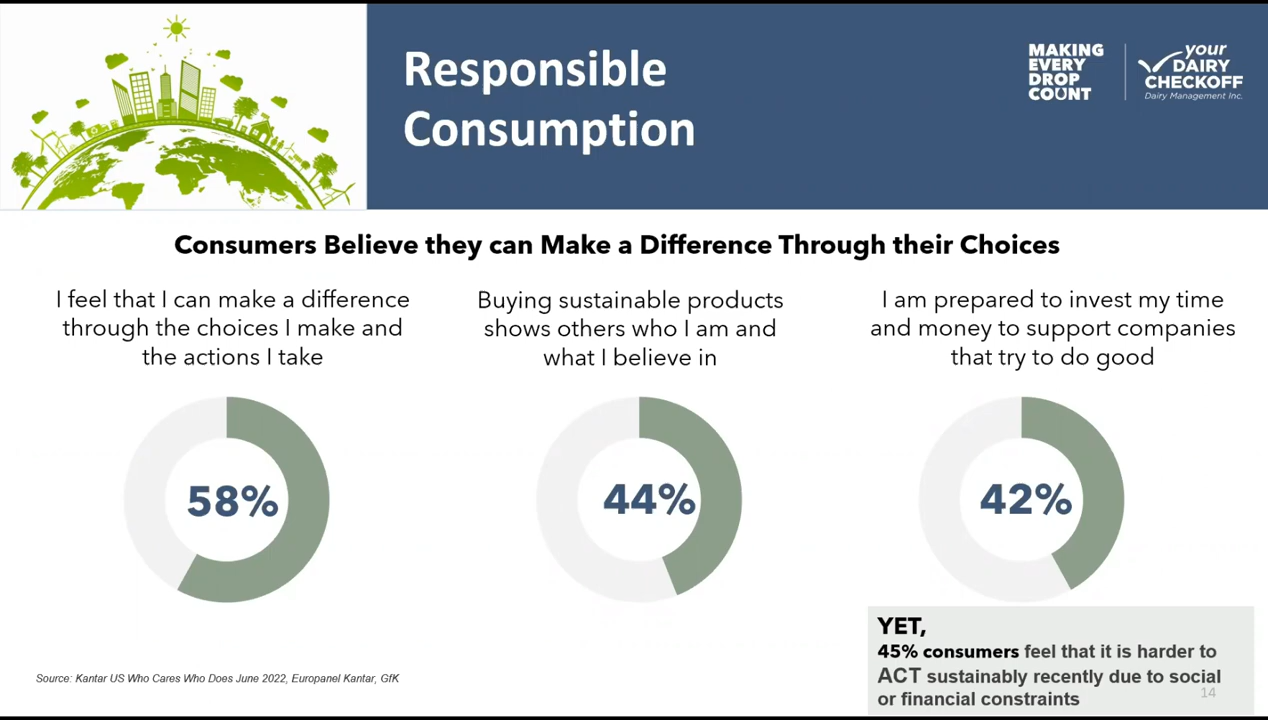 Responsible
Consumption
MAKING
EVERY
DROP
COUNT
your
DAIRY
CHECKOFF
Dairy Management Inc.
Consumers Believe they can Make a Difference Through their Choices
I feel that I can make a difference
through the choices I make and
the actions I take
58%
Buying sustainable products
shows others who I am and
what I believe in
44%
I am prepared to invest my time
and money to support companies
that try to do good
42%
YET,
45% consumers feel that it is harder to
ACT sustainably recently due to social
or financial constraints
Source: Kantar US Who Cares Who Does June 2022, Europanel Kantar, GfK
14